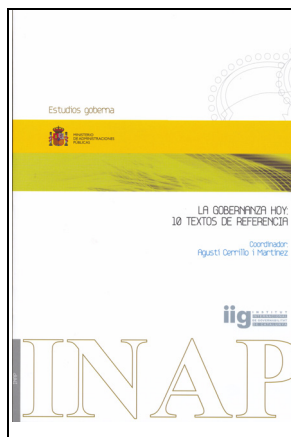 Estudios goberna
MINISTERIO
DE ADMINISTRACIONES
PÚBLICAS
LA GOBERNANZA HOY:
10 TEXTOS DE REFERENCIA
Coordinador
Agustí Cerrillo i Martínez
iig
INSTITUT
INAP